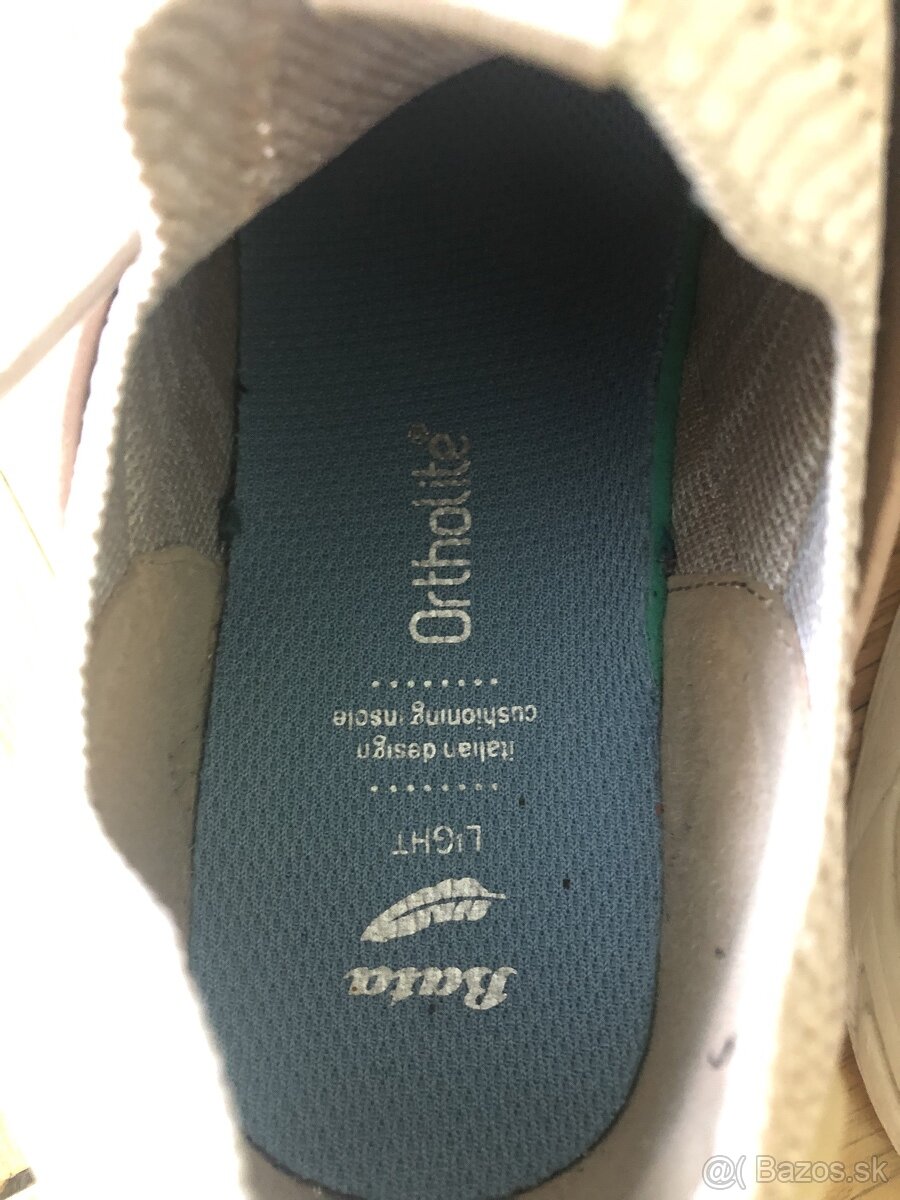 Bata
LIGHT
italian design
cushioning insole
Ortholite®
@( Bazos.sk